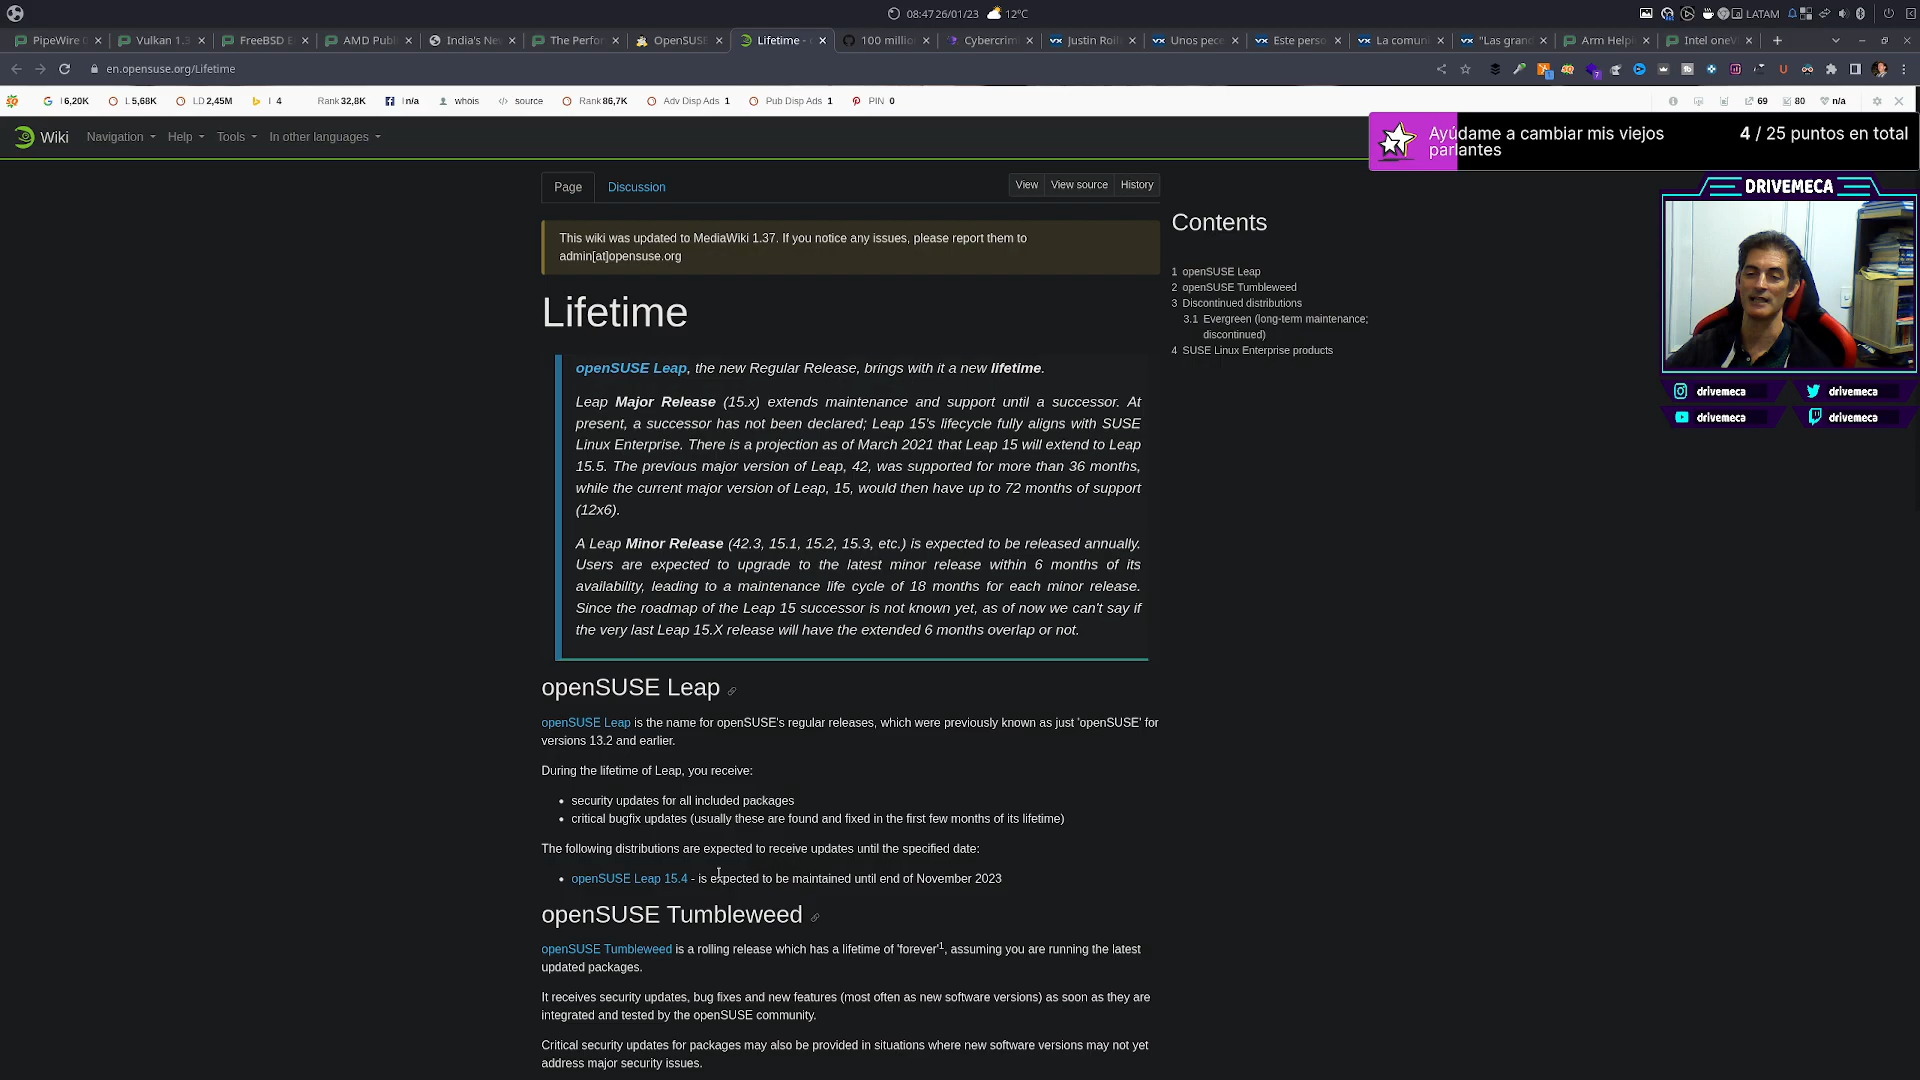 08:47 26/01/23 12°C LATAM
PipeWire 0 Vulkan 1.3 FreeBSD E AMD Publ India's Ne The Perfor OpenSUSE Lifetime - 100 millio Cybercrim Justin Roil Unos pece Este perso La comuni "Las gran Arm Helpi Intel oneV
en.opensuse.org/Lifetime
I 6,20K L 5,68K LD 2,45M I 4 Rank 32,8K I n/a whois source Rank 86,7K Adv Disp Ads 1 Pub Disp Ads 1 PIN 0 69 80 n/a
Wiki Navigation Help Tools In other languages
Ayúdame a cambiar mis viejos parlantes
4 / 25 puntos en total
Page Discussion View View source History
DRIVEMECA
This wiki was updated to MediaWiki 1.37. If you notice any issues, please report them to
admin[at]opensuse.org
Contents
1 openSUSE Leap
2 openSUSE Tumbleweed
3 Discontinued distributions
3.1 Evergreen (long-term maintenance;
discontinued)
4 SUSE Linux Enterprise products
drivemeca drivemeca
drivemeca drivemeca
Lifetime
openSUSE Leap, the new Regular Release, brings with it a new lifetime.
Leap Major Release (15.x) extends maintenance and support until a successor. At
present, a successor has not been declared; Leap 15's lifecycle fully aligns with SUSE
Linux Enterprise. There is a projection as of March 2021 that Leap 15 will extend to Leap
15.5. The previous major version of Leap, 42, was supported for more than 36 months,
while the current major version of Leap, 15, would then have up to 72 months of support
(12x6).
A Leap Minor Release (42.3, 15.1, 15.2, 15.3, etc.) is expected to be released annually.
Users are expected to upgrade to the latest minor release within 6 months of its
availability, leading to a maintenance life cycle of 18 months for each minor release.
Since the roadmap of the Leap 15 successor is not known yet, as of now we can't say if
the very last Leap 15.X release will have the extended 6 months overlap or not.
openSUSE Leap
openSUSE Leap is the name for openSUSE's regular releases, which were previously known as just 'openSUSE' for
versions 13.2 and earlier.
During the lifetime of Leap, you receive:
security updates for all included packages
critical bugfix updates (usually these are found and fixed in the first few months of its lifetime)
The following distributions are expected to receive updates until the specified date:
openSUSE Leap 15.4 - is expected to be maintained until end of November 2023
openSUSE Tumbleweed
openSUSE Tumbleweed is a rolling release which has a lifetime of 'forever'1, assuming you are running the latest
updated packages.
It receives security updates, bug fixes and new features (most often as new software versions) as soon as they are
integrated and tested by the openSUSE community.
Critical security updates for packages may also be provided in situations where new software versions may not yet
address major security issues.